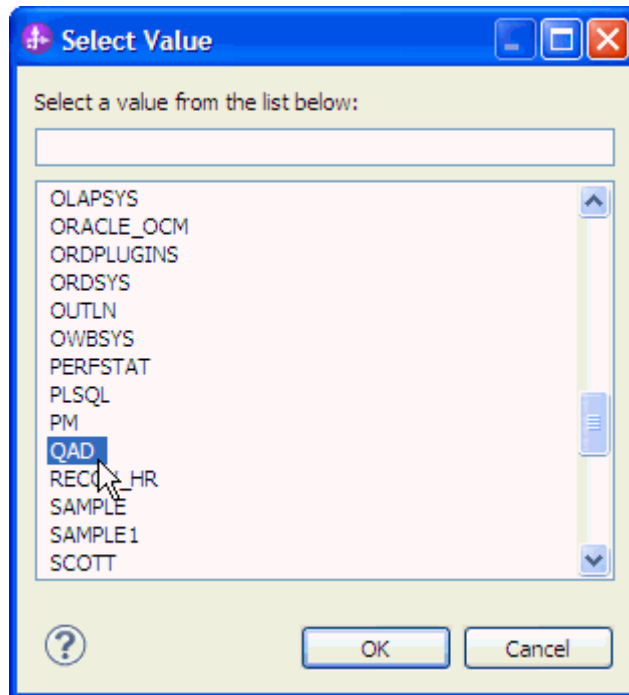 Select Value
Select a value from the list below:
OLAPSYS
ORACLE_OCM
ORDPLUGINS
ORDSYS
OUTLN
OWBSYS
PERFSTAT
PLSQL
PM
QAD
SAMPLE
SAMPLE1
SCOTT
?
OK
Cancel